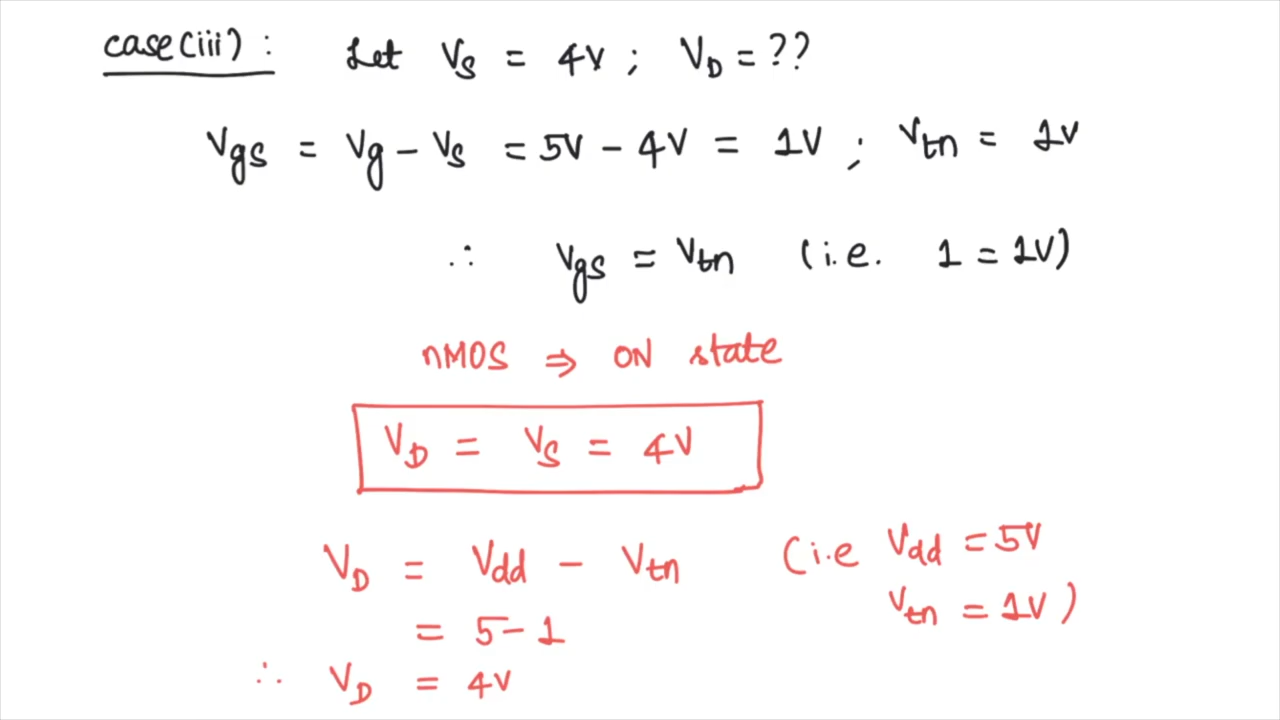 case(iii) : Let VS = 4V ; VD = ??
Vgs = Vg - VS = 5V - 4V = 1V ; Vtn = 1V
∴ Vgs = Vtn (i.e. 1 = 1V)
nMOS ⇒ ON state
VD = VS = 4V
VD = Vdd - Vtn (i.e Vdd = 5V
= 5 - 1 Vtn = 1V)
∴ VD = 4V